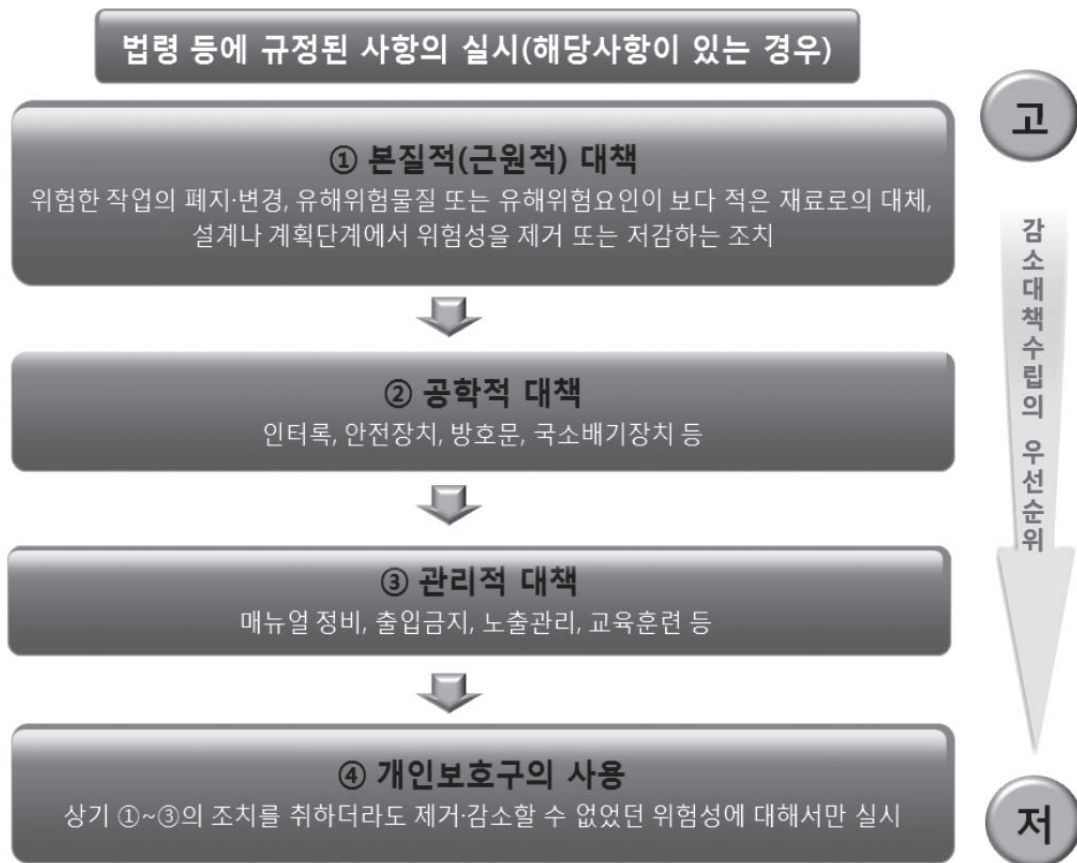 법령 등에 규정된 사항의 실시(해당사항이 있는 경우)
고
① 본질적(근원적) 대책
위험한 작업의 폐지·변경, 유해위험물질 또는 유해위험요인이 보다 적은 재료로의 대체,
설계나 계획단계에서 위험성을 제거 또는 저감하는 조치
감소대책수립의 우선순위
② 공학적 대책
인터록, 안전장치, 방호문, 국소배기장치 등
③ 관리적 대책
매뉴얼 정비, 출입금지, 노출관리, 교육훈련 등
④ 개인보호구의 사용
상기 ①~③의 조치를 취하더라도 제거·감소할 수 없었던 위험성에 대해서만 실시
저